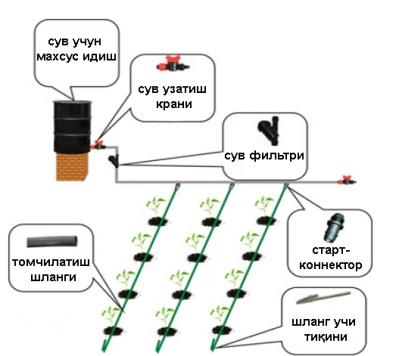 сув учун
махсус идиш
сув узатиш
крани
сув фильтри
томчилатиш
шланги
старт-
коннектор
шланг учи
тиқини